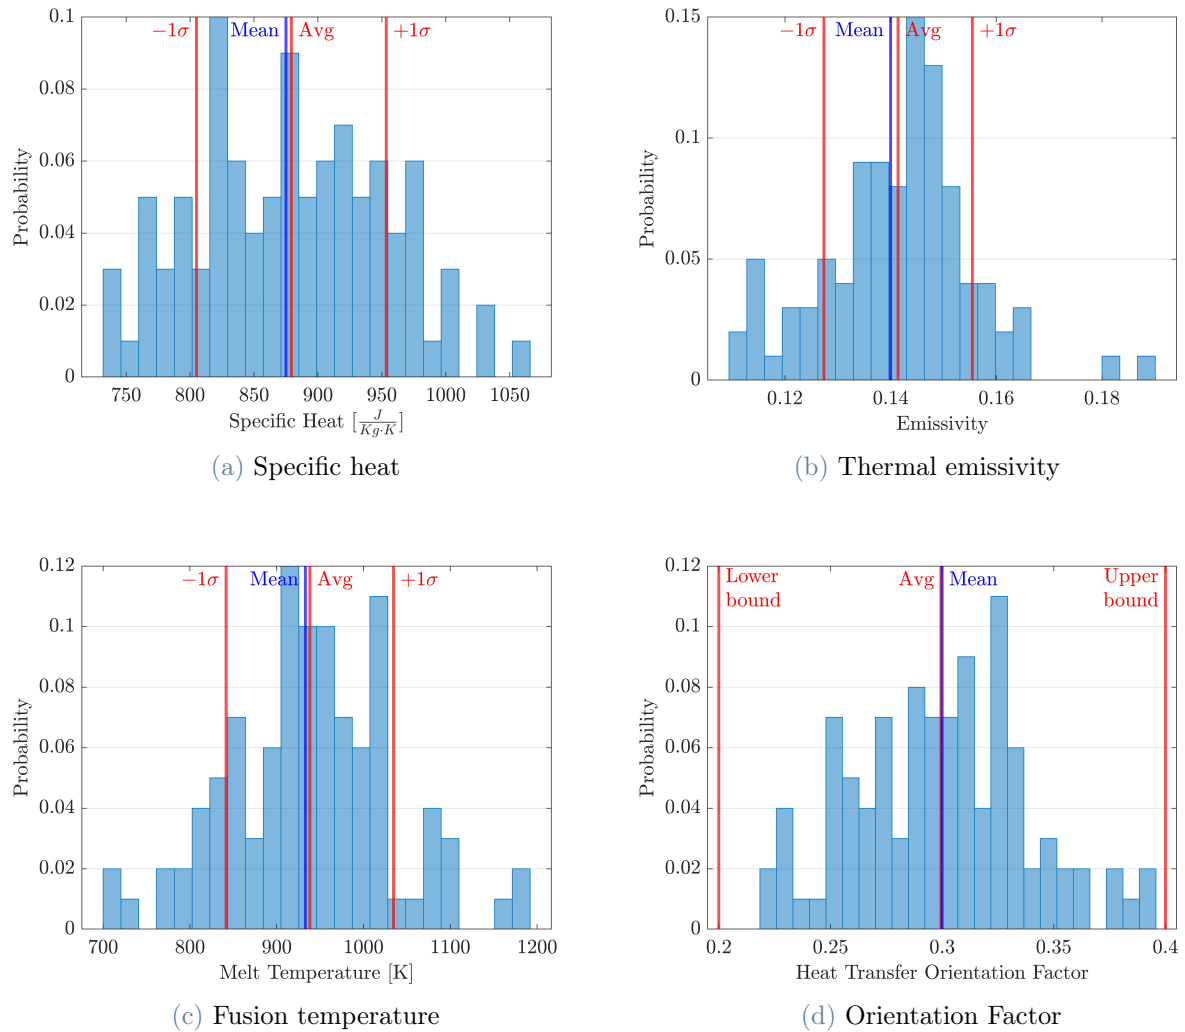 −1σ Mean Avg +1σ
0.1
0.08
0.06
0.04
0.02
0
Probability
750 800 850 900 950 1000 1050
Specific Heat [J/Kg·K]
(a) Specific heat
−1σ Mean Avg +1σ
0.15
0.1
0.05
0
Probability
0.12 0.14 0.16 0.18
Emissivity
(b) Thermal emissivity
−1σ Mean Avg +1σ
0.12
0.1
0.08
0.06
0.04
0.02
0
Probability
700 800 900 1000 1100 1200
Melt Temperature [K]
(c) Fusion temperature
Lower bound
Avg Mean
Upper bound
0.12
0.1
0.08
0.06
0.04
0.02
0
Probability
0.2 0.25 0.3 0.35 0.4
Heat Transfer Orientation Factor
(d) Orientation Factor